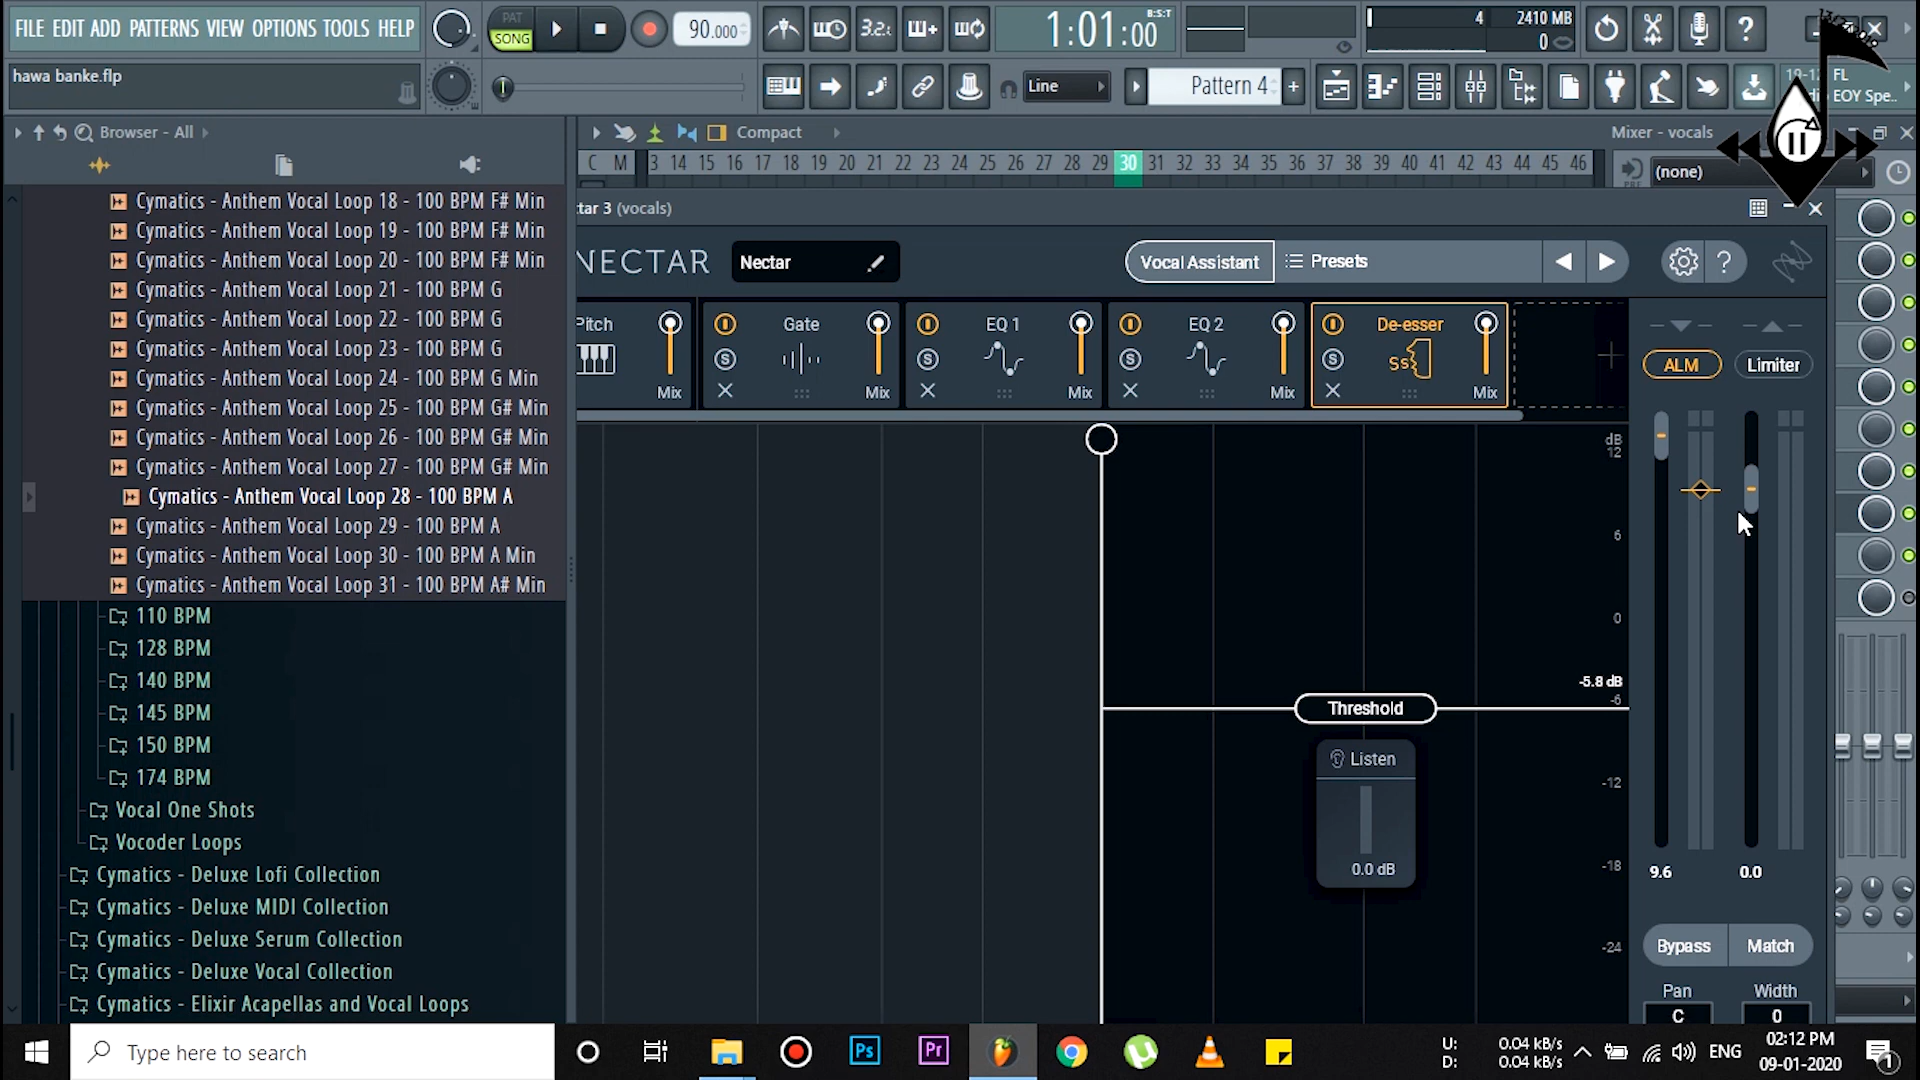 FILE EDIT ADD PATTERNS VIEW OPTIONS TOOLS HELP
PAT
SONG
90.000
3.2
1:01:00
B:S:T
4
2410 MB
0
hawa banke.flp
Line
Pattern 4
+
19-12 FL
EOY Spe..
Browser - All
Compact
Mixer - vocals
C M 3 14 15 16 17 18 19 20 21 22 23 24 25 26 27 28 29 30 31 32 33 34 35 36 37 38 39 40 41 42 43 44 45 46
(none)
Cymatics - Anthem Vocal Loop 18 - 100 BPM F# Min
Cymatics - Anthem Vocal Loop 19 - 100 BPM F# Min
Cymatics - Anthem Vocal Loop 20 - 100 BPM F# Min
Cymatics - Anthem Vocal Loop 21 - 100 BPM G
Cymatics - Anthem Vocal Loop 22 - 100 BPM G
Cymatics - Anthem Vocal Loop 23 - 100 BPM G
Cymatics - Anthem Vocal Loop 24 - 100 BPM G Min
Cymatics - Anthem Vocal Loop 25 - 100 BPM G# Min
Cymatics - Anthem Vocal Loop 26 - 100 BPM G# Min
Cymatics - Anthem Vocal Loop 27 - 100 BPM G# Min
Cymatics - Anthem Vocal Loop 28 - 100 BPM A
Cymatics - Anthem Vocal Loop 29 - 100 BPM A
Cymatics - Anthem Vocal Loop 30 - 100 BPM A Min
Cymatics - Anthem Vocal Loop 31 - 100 BPM A# Min
110 BPM
128 BPM
140 BPM
145 BPM
150 BPM
174 BPM
Vocal One Shots
Vocoder Loops
Cymatics - Deluxe Lofi Collection
Cymatics - Deluxe MIDI Collection
Cymatics - Deluxe Serum Collection
Cymatics - Deluxe Vocal Collection
Cymatics - Elixir Acapellas and Vocal Loops
tar 3 (vocals)
NECTAR
Nectar
Vocal Assistant
Presets
?
Pitch
Mix
Gate
S
Mix
EQ 1
S
Mix
EQ 2
S
Mix
De-esser
S
Ss
Mix
ALM
Limiter
dB
12
6
0
-5.8 dB
-6
-12
-18
-24
Threshold
Listen
0.0 dB
9.6
0.0
Bypass
Match
Pan
Width
C
0
Type here to search
Ps
Pr
U: 0.04 kB/s
D: 0.04 kB/s
ENG
02:12 PM
09-01-2020
1